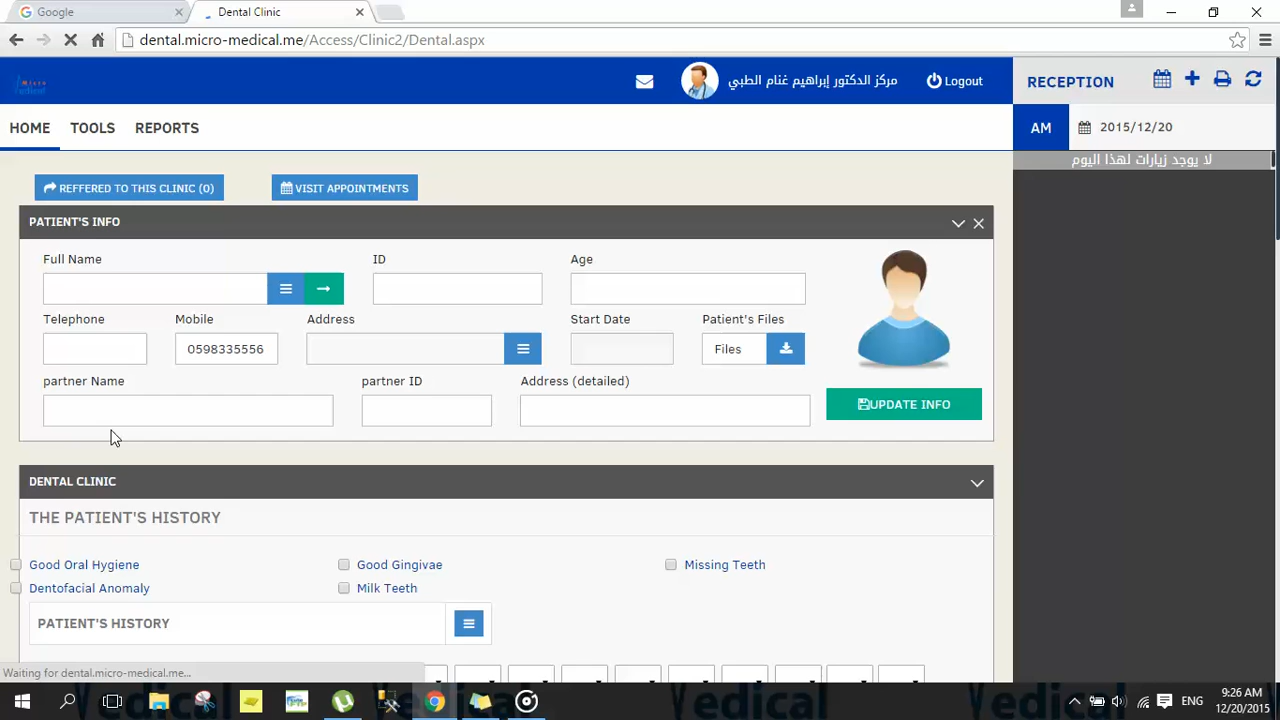 Google
Dental Clinic
dental.micro-medical.me/Access/Clinic2/Dental.aspx
مركز الدكتور إبراهيم غنام الطبي
Logout
RECEPTION
HOME
TOOLS
REPORTS
AM
2015/12/20
لا يوجد زيارات لهذا اليوم
REFFERED TO THIS CLINIC (0)
VISIT APPOINTMENTS
PATIENT'S INFO
Full Name
ID
Age
Telephone
Mobile
Address
Start Date
Patient's Files
0598335556
Files
partner Name
partner ID
Address (detailed)
UPDATE INFO
DENTAL CLINIC
THE PATIENT'S HISTORY
Good Oral Hygiene
Good Gingivae
Missing Teeth
Dentofacial Anomaly
Milk Teeth
PATIENT'S HISTORY
Waiting for dental.micro-medical.me...
ENG
9:26 AM
12/20/2015